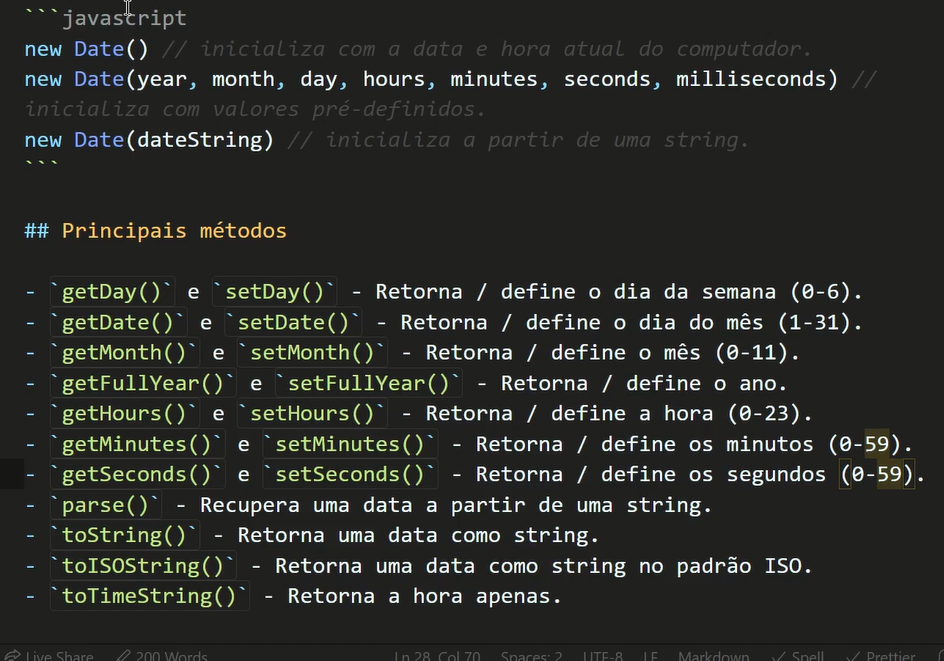 ```javascript
new Date() // inicializa com a data e hora atual do computador.
new Date(year, month, day, hours, minutes, seconds, milliseconds) //
inicializa com valores pré-definidos.
new Date(dateString) // inicializa a partir de uma string.
```
## Principais métodos
- `getDay()` e `setDay()` - Retorna / define o dia da semana (0-6).
- `getDate()` e `setDate()` - Retorna / define o dia do mês (1-31).
- `getMonth()` e `setMonth()` - Retorna / define o mês (0-11).
- `getFullYear()` e `setFullYear()` - Retorna / define o ano.
- `getHours()` e `setHours()` - Retorna / define a hora (0-23).
- `getMinutes()` e `setMinutes()` - Retorna / define os minutos (0-59).
- `getSeconds()` e `setSeconds()` - Retorna / define os segundos (0-59).
- `parse()` - Recupera uma data a partir de uma string.
- `toString()` - Retorna uma data como string.
- `toISOString()` - Retorna uma data como string no padrão ISO.
- `toTimeString()` - Retorna a hora apenas.
Live Share 200 Words Ln 28, Col 70 Spaces: 2 UTF-8 LF Markdown ✓ Spell ✓ Prettier